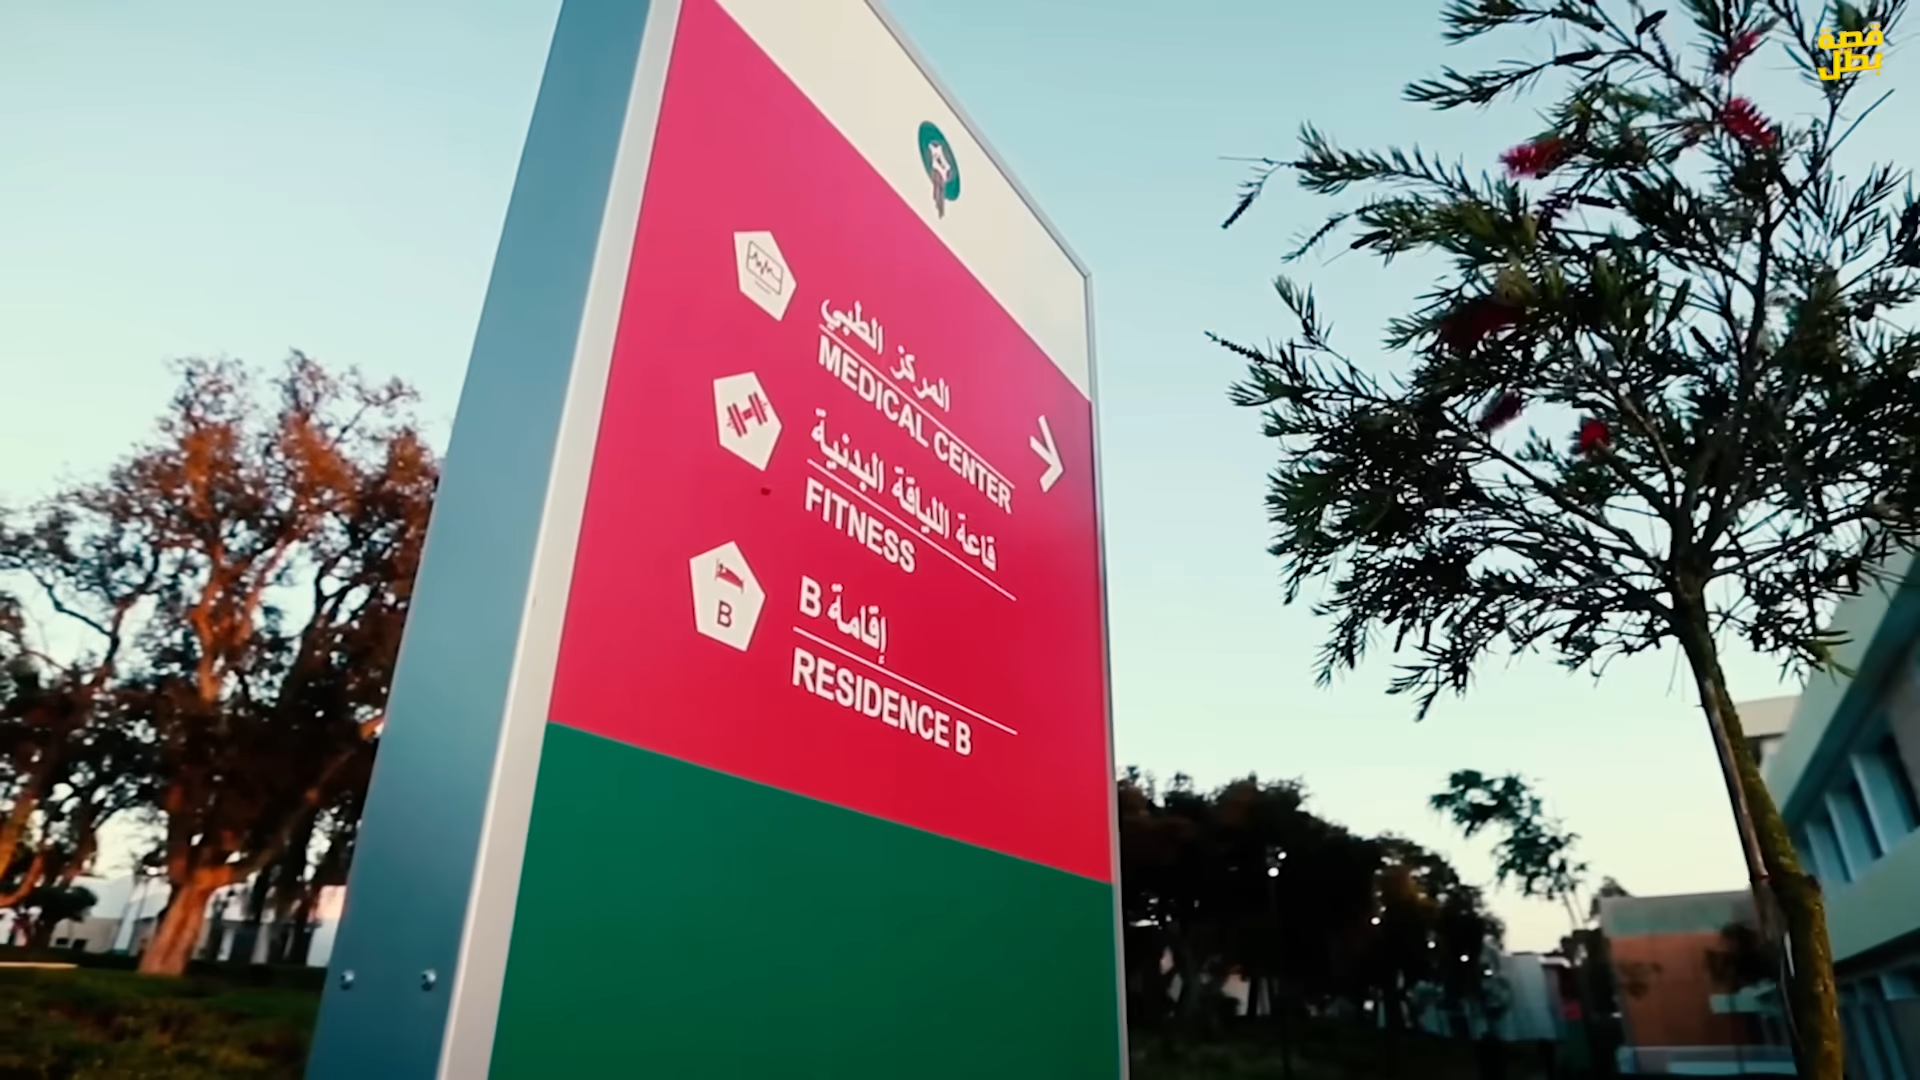 قصة
بطل
المركز الطبي
MEDICAL CENTER
قاعة اللياقة البدنية
FITNESS
إقامة B
RESIDENCE B
B